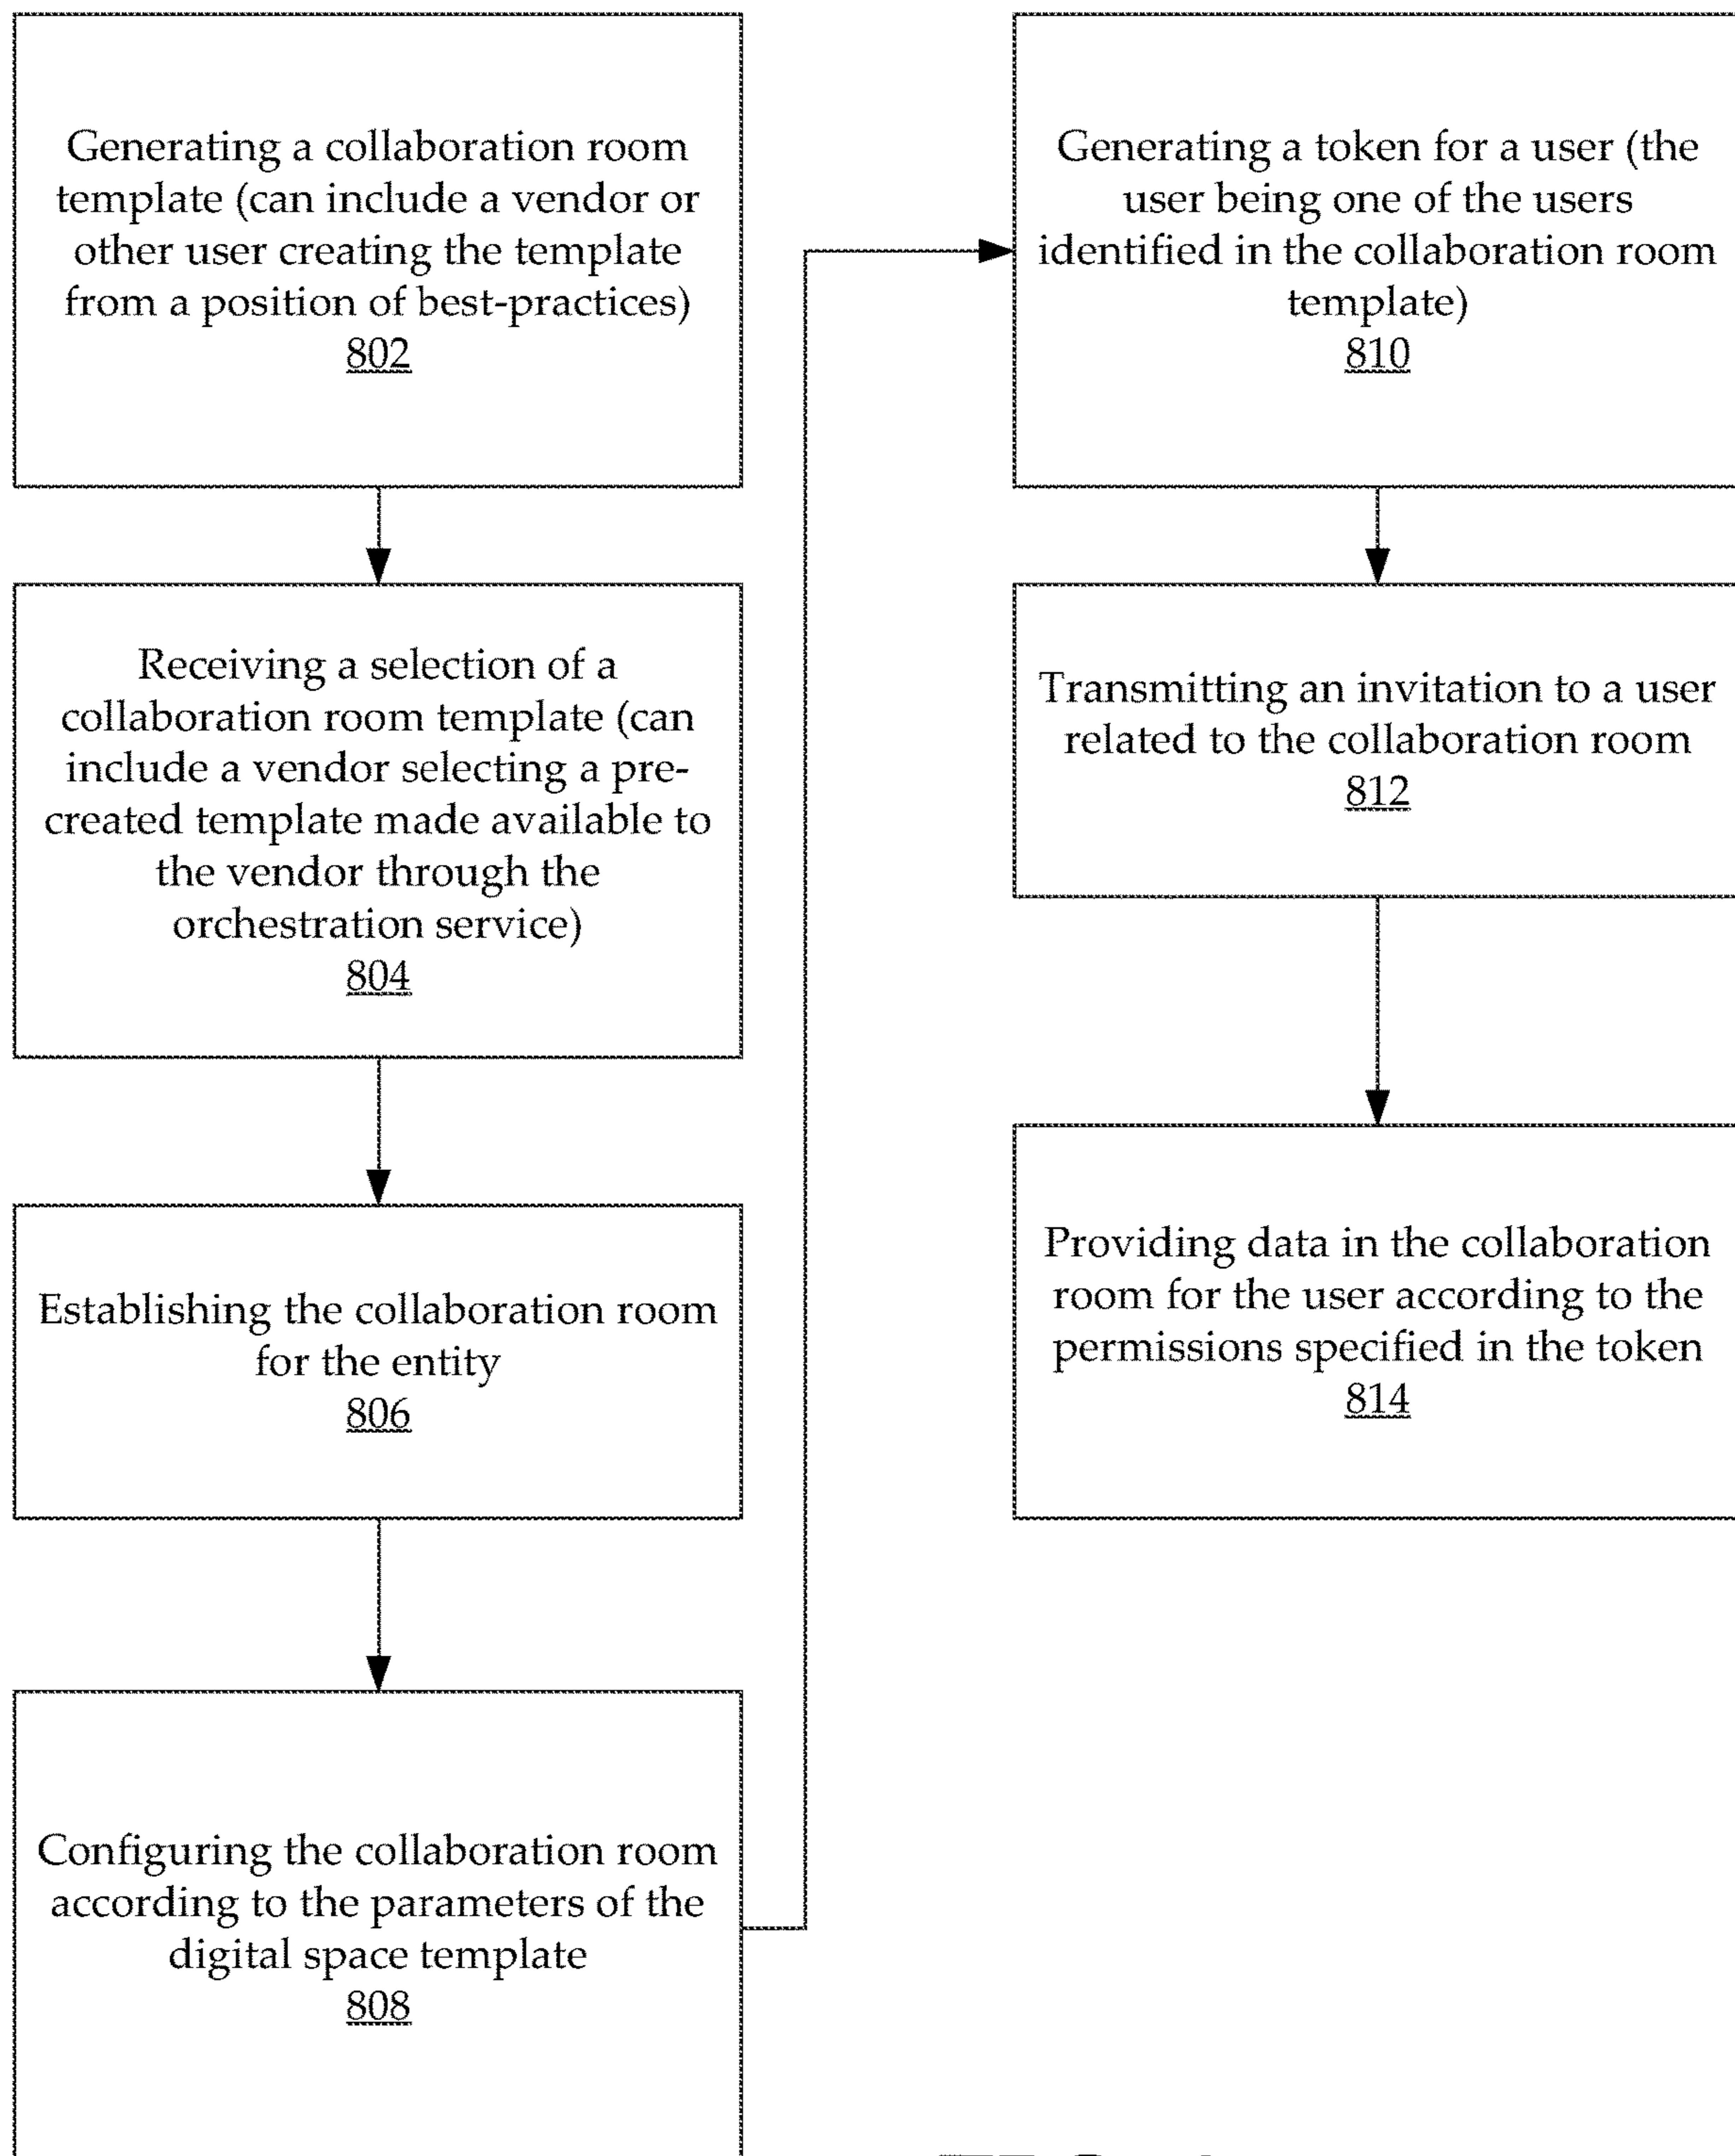 Generating a collaboration room
template (can include a vendor or
other user creating the template
from a position of best-practices)
802
Receiving a selection of a
collaboration room template (can
include a vendor selecting a pre-
created template made available to
the vendor through the
orchestration service)
804
Establishing the collaboration room
for the entity
806
Configuring the collaboration room
according to the parameters of the
digital space template
808
Generating a token for a user (the
user being one of the users
identified in the collaboration room
template)
810
Transmitting an invitation to a user
related to the collaboration room
812
Providing data in the collaboration
room for the user according to the
permissions specified in the token
814